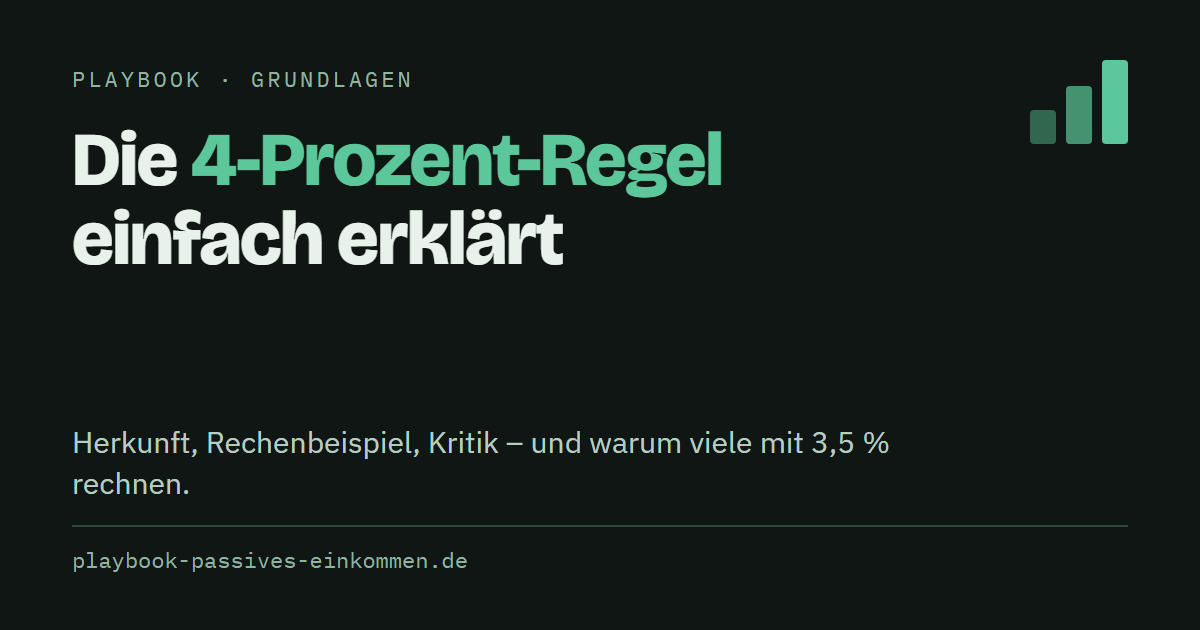 PLAYBOOK · GRUNDLAGEN
Die 4-Prozent-Regel
einfach erklärt
Herkunft, Rechenbeispiel, Kritik – und warum viele mit 3,5 %
rechnen.
playbook-passives-einkommen.de